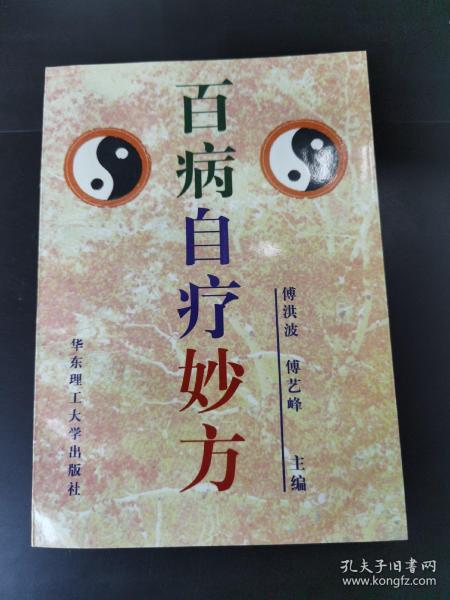 百病自疗妙方
傅洪波 傅艺峰 主编
华东理工大学出版社
孔夫子旧书网
www.kongfz.com